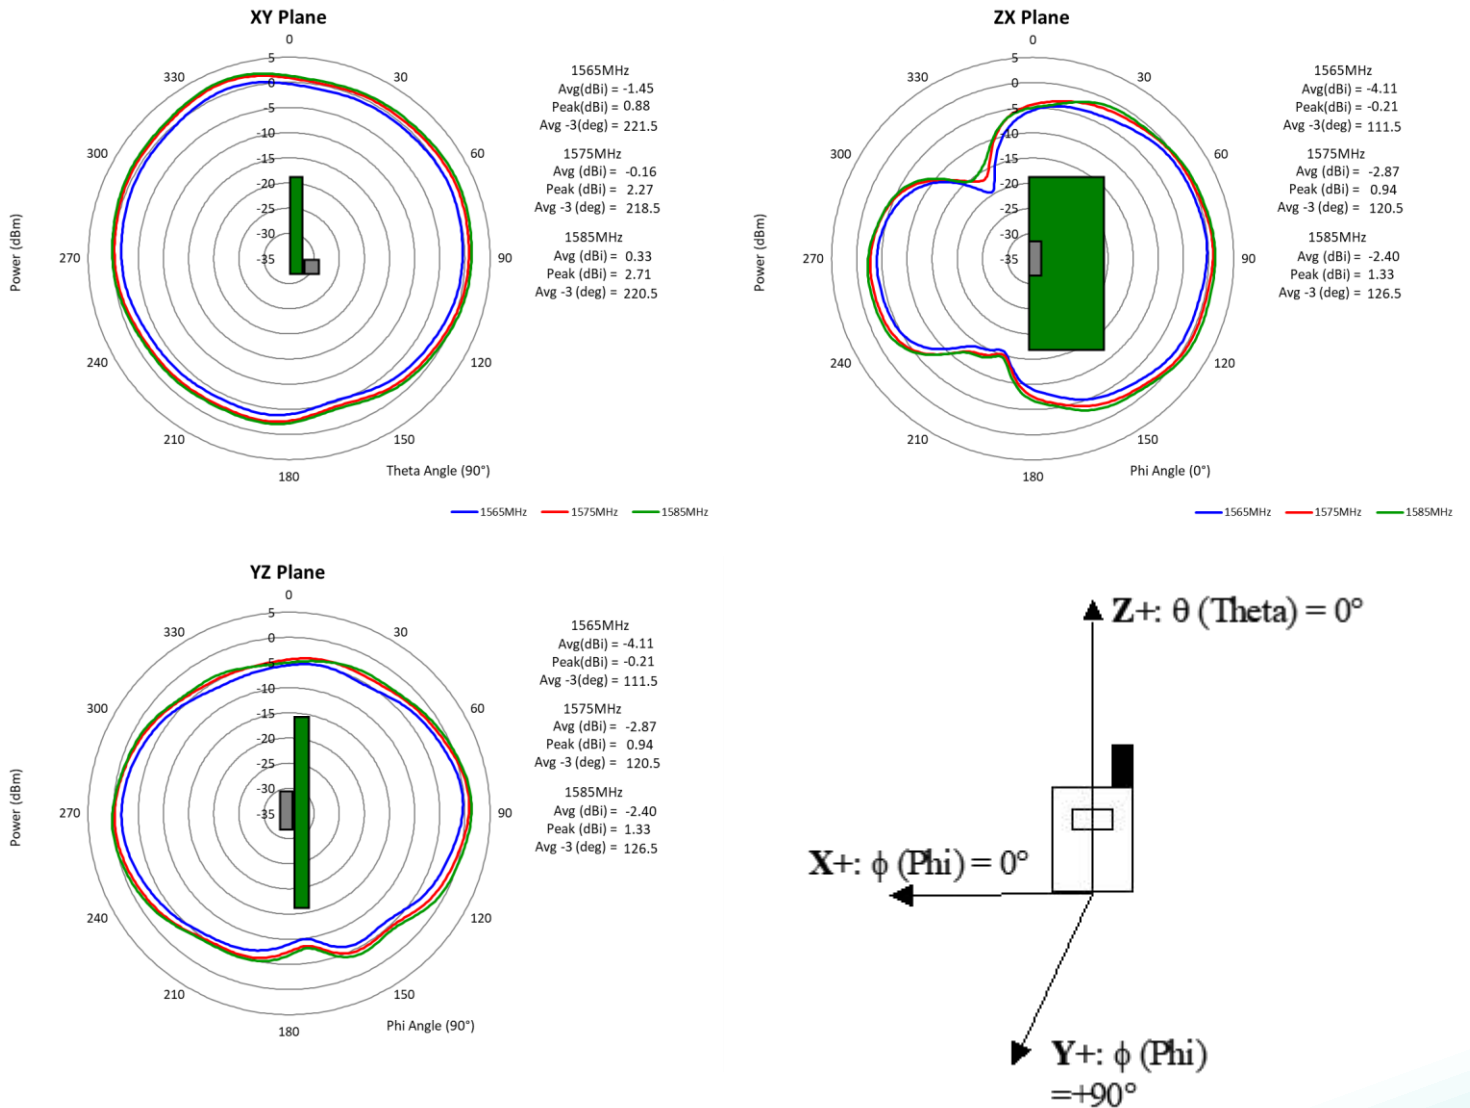 XY Plane
0
330
30
300
60
270
90
240
120
210
150
180
5
0
-5
-10
-15
-20
-25
-30
-35
Power (dBm)
Theta Angle (90°)
1565MHz
Avg(dBi) = -1.45
Peak(dBi) = 0.88
Avg -3(deg) = 221.5
1575MHz
Avg (dBi) = -0.16
Peak (dBi) = 2.27
Avg -3 (deg) = 218.5
1585MHz
Avg (dBi) = 0.33
Peak (dBi) = 2.71
Avg -3 (deg) = 220.5
1565MHz 1575MHz 1585MHz
ZX Plane
0
330
30
300
60
270
90
240
120
210
150
180
5
0
-5
-10
-15
-20
-25
-30
-35
Power (dBm)
Phi Angle (0°)
1565MHz
Avg(dBi) = -4.11
Peak(dBi) = -0.21
Avg -3(deg) = 111.5
1575MHz
Avg (dBi) = -2.87
Peak (dBi) = 0.94
Avg -3 (deg) = 120.5
1585MHz
Avg (dBi) = -2.40
Peak (dBi) = 1.33
Avg -3 (deg) = 126.5
1565MHz 1575MHz 1585MHz
YZ Plane
0
330
30
300
60
270
90
240
120
210
150
180
5
0
-5
-10
-15
-20
-25
-30
-35
Power (dBm)
Phi Angle (90°)
1565MHz
Avg(dBi) = -4.11
Peak(dBi) = -0.21
Avg -3(deg) = 111.5
1575MHz
Avg (dBi) = -2.87
Peak (dBi) = 0.94
Avg -3 (deg) = 120.5
1585MHz
Avg (dBi) = -2.40
Peak (dBi) = 1.33
Avg -3 (deg) = 126.5
Z+: θ (Theta) = 0°
X+: ϕ (Phi) = 0°
Y+: ϕ (Phi)
=+90°